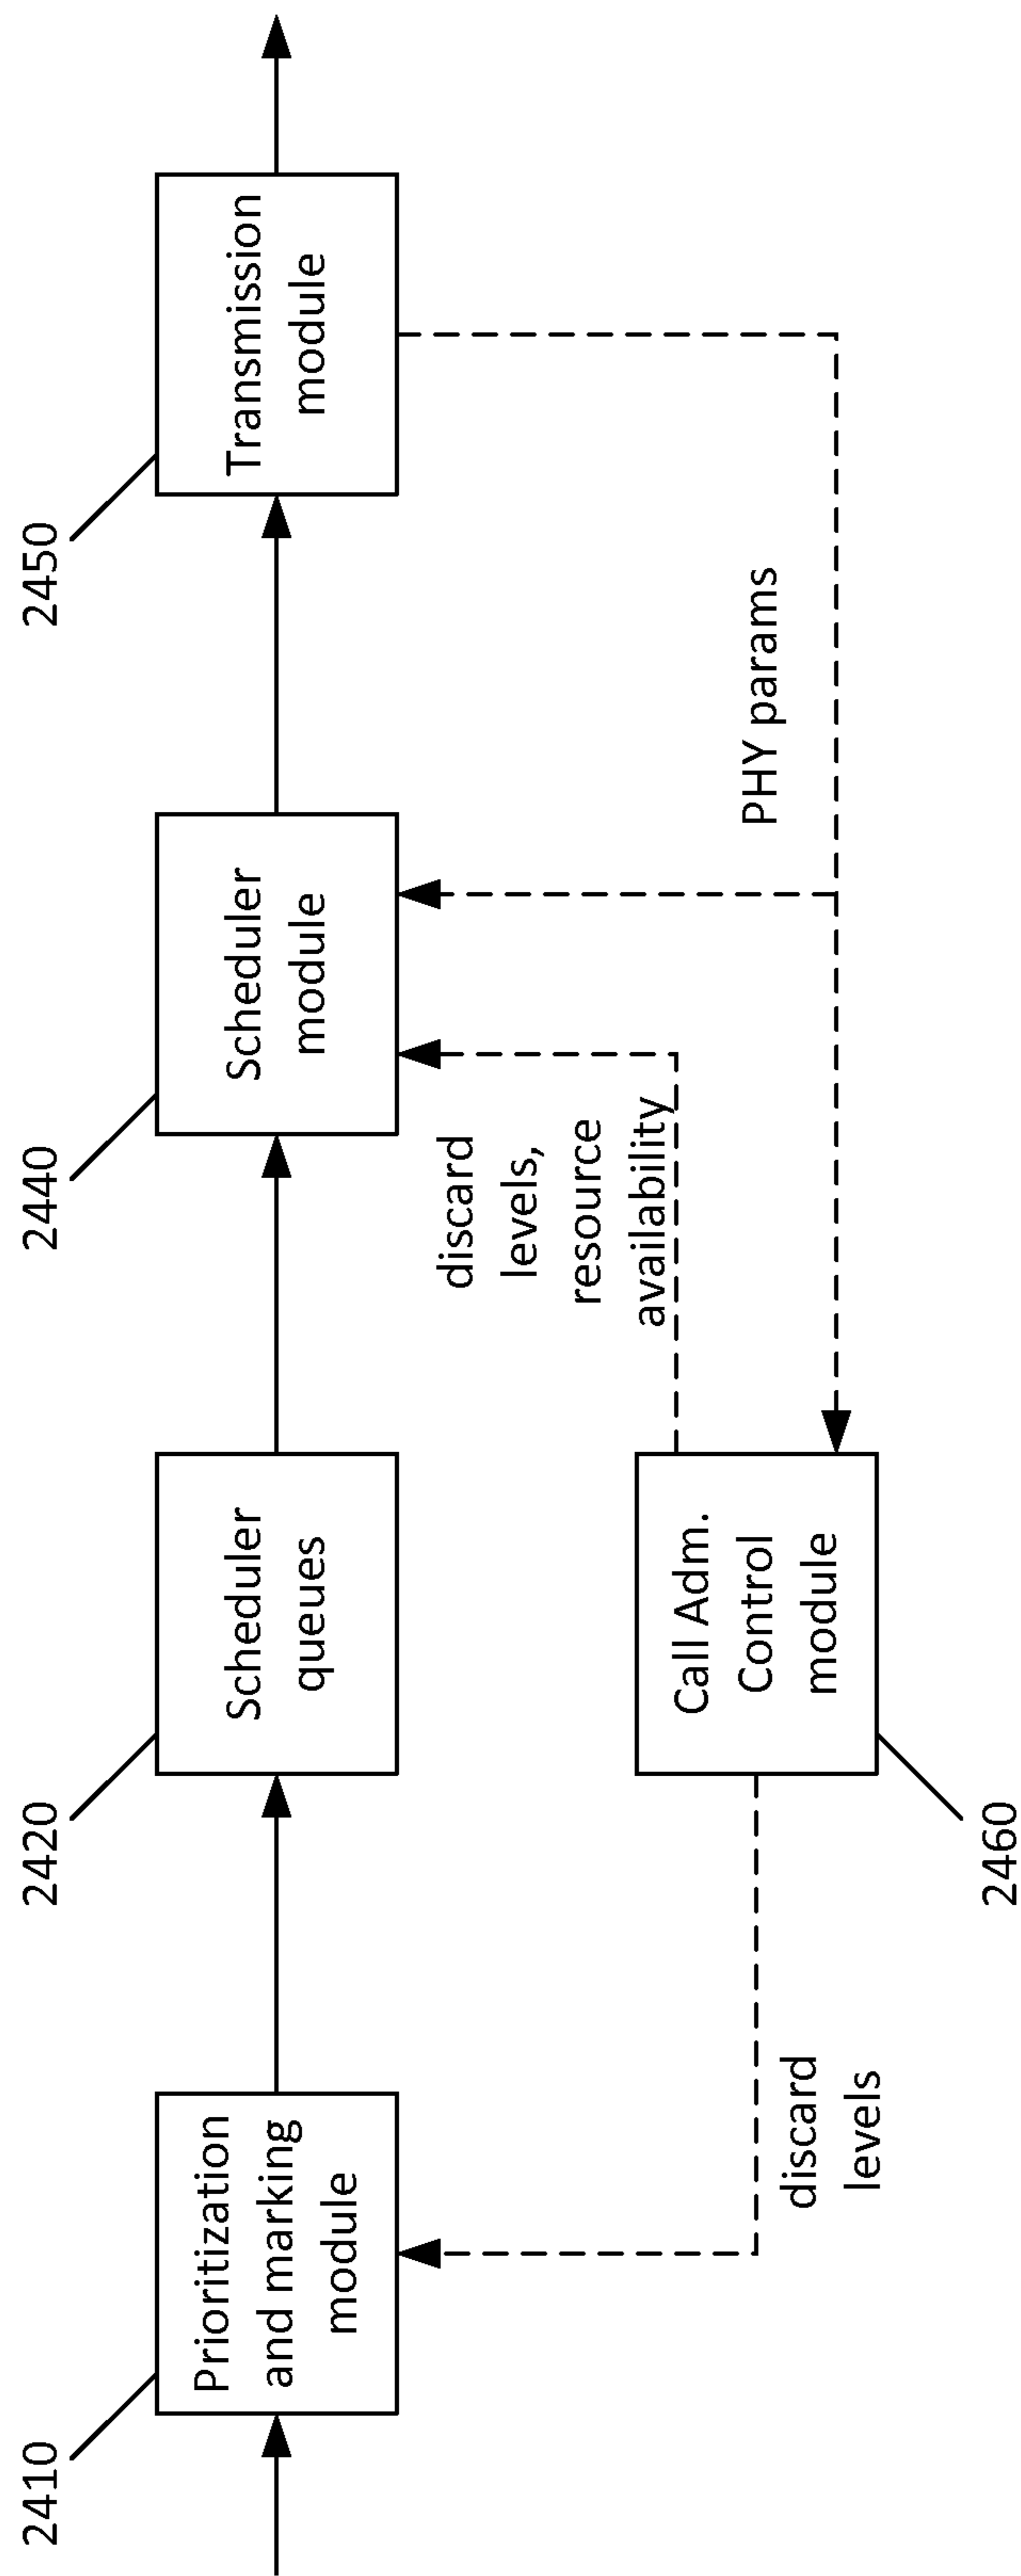 2410
2420
2440
2450
Prioritization
and marking
module
Scheduler
queues
Scheduler
module
Transmission
module
discard
levels,
resource
availability
PHY params
Call Adm.
Control
module
discard
levels
2460